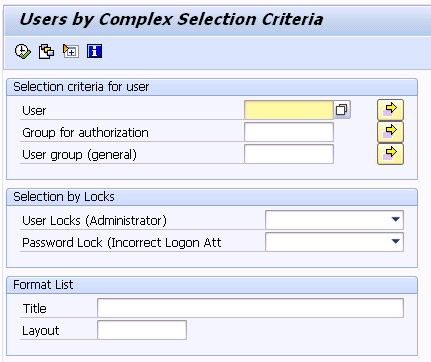 Users by Complex Selection Criteria
Selection criteria for user
User
Group for authorization
User group (general)
Selection by Locks
User Locks (Administrator)
Password Lock (Incorrect Logon Att
Format List
Title
Layout